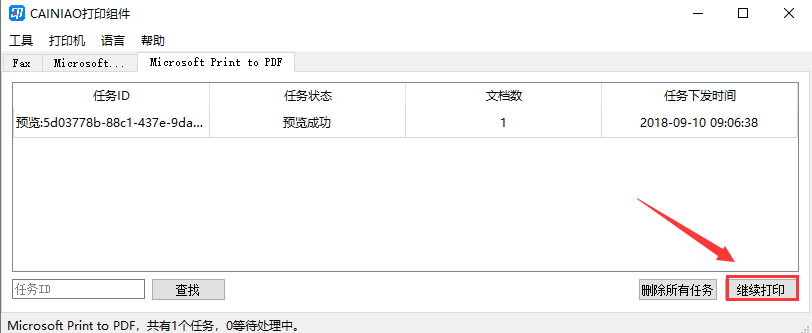 CAINIAO打印组件
工具 打印机 语言 帮助
Fax Microsoft... Microsoft Print to PDF
任务ID 任务状态 文档数 任务下发时间
预览:5d03778b-88c1-437e-9da... 预览成功 1 2018-09-10 09:06:38
任务ID 查找 删除所有任务 继续打印
Microsoft Print to PDF，共有1个任务，0等待处理中。